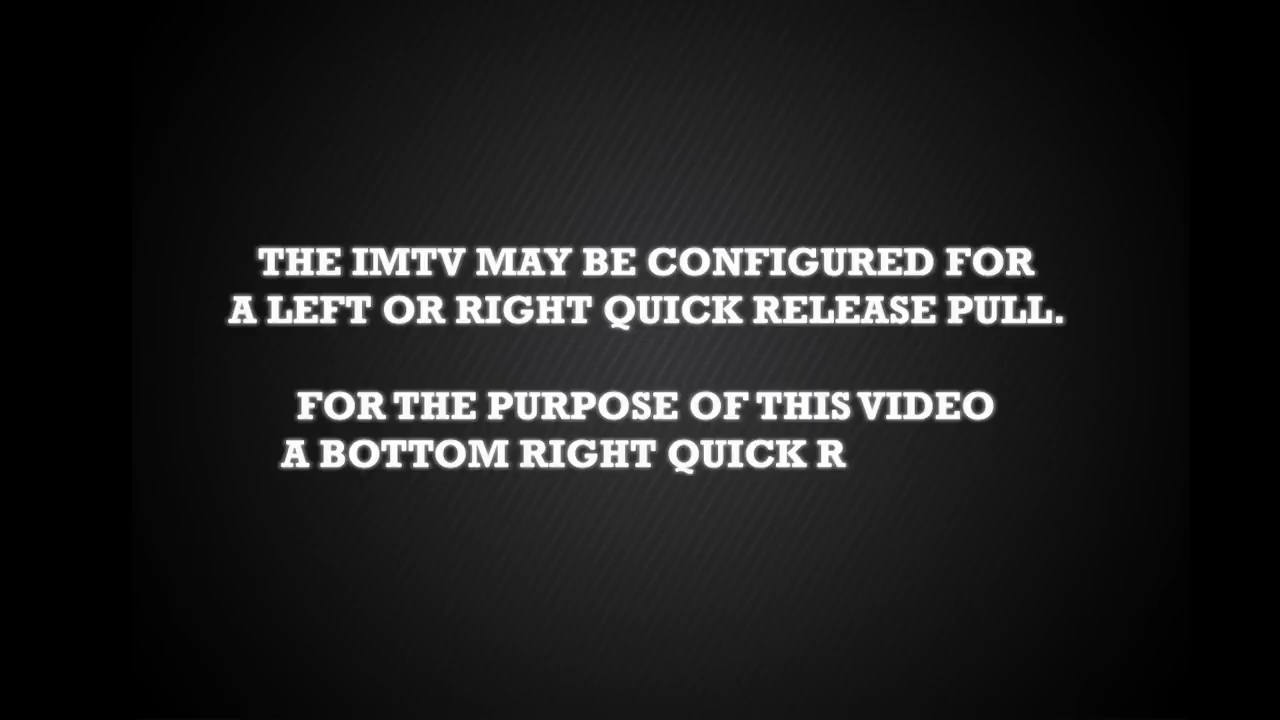 THE IMTV MAY BE CONFIGURED FOR
A LEFT OR RIGHT QUICK RELEASE PULL.
FOR THE PURPOSE OF THIS VIDEO
A BOTTOM RIGHT QUICK R